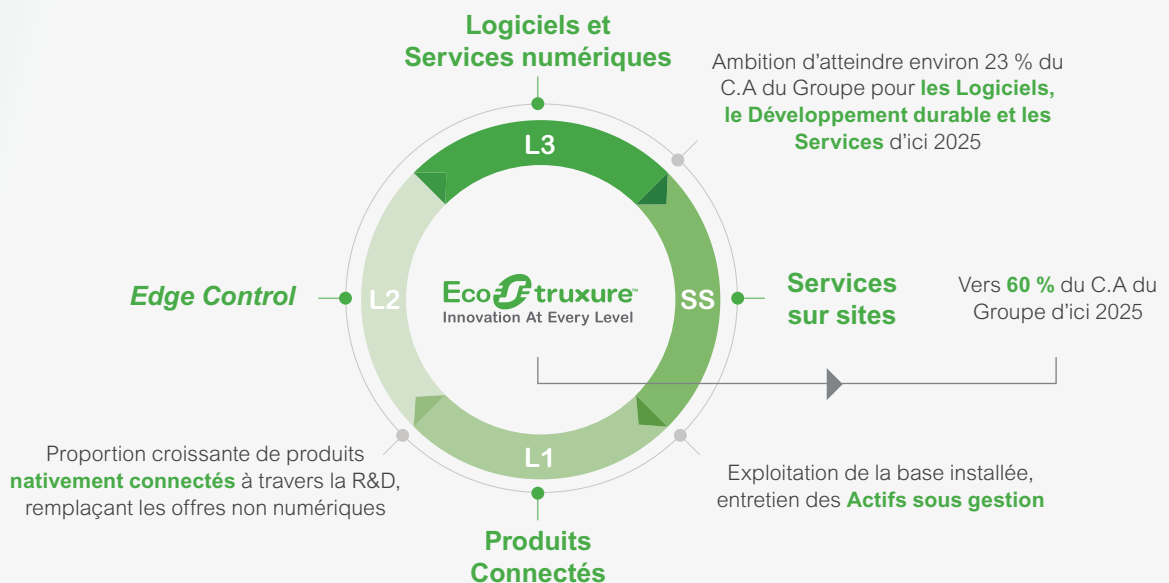 Logiciels et
Services numériques
Ambition d'atteindre environ 23 % du
C.A du Groupe pour les Logiciels,
le Développement durable et les
Services d'ici 2025
L3
Edge Control
L2
EcoStruxure™
Innovation At Every Level
SS
Services
sur sites
Vers 60 % du C.A du
Groupe d'ici 2025
Proportion croissante de produits
nativement connectés à travers la R&D,
remplaçant les offres non numériques
L1
Exploitation de la base installée,
entretien des Actifs sous gestion
Produits
Connectés